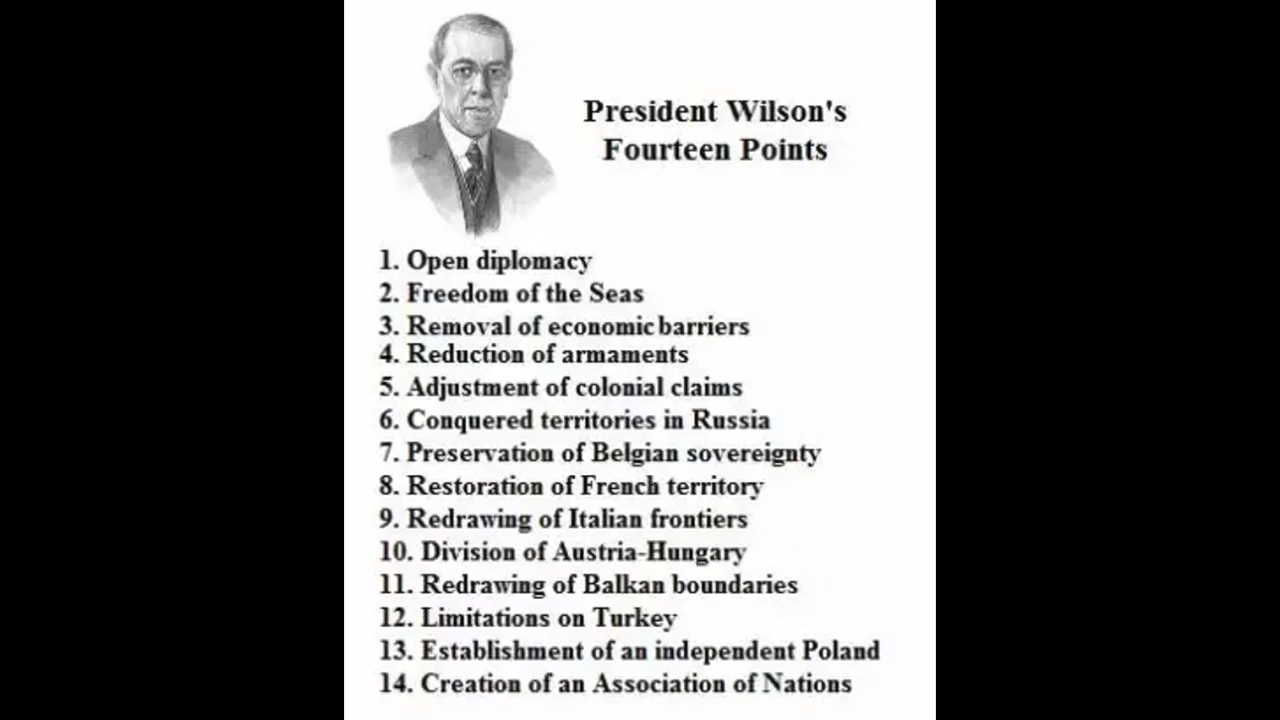 President Wilson's
Fourteen Points
1. Open diplomacy
2. Freedom of the Seas
3. Removal of economic barriers
4. Reduction of armaments
5. Adjustment of colonial claims
6. Conquered territories in Russia
7. Preservation of Belgian sovereignty
8. Restoration of French territory
9. Redrawing of Italian frontiers
10. Division of Austria-Hungary
11. Redrawing of Balkan boundaries
12. Limitations on Turkey
13. Establishment of an independent Poland
14. Creation of an Association of Nations